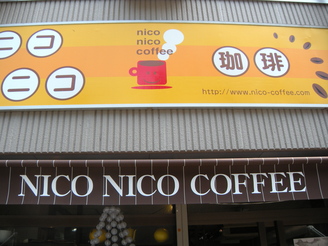 ニコ
ニコ
nico
nico
coffee
珈琲
http://www.nico-coffee.com
NICO NICO COFFEE